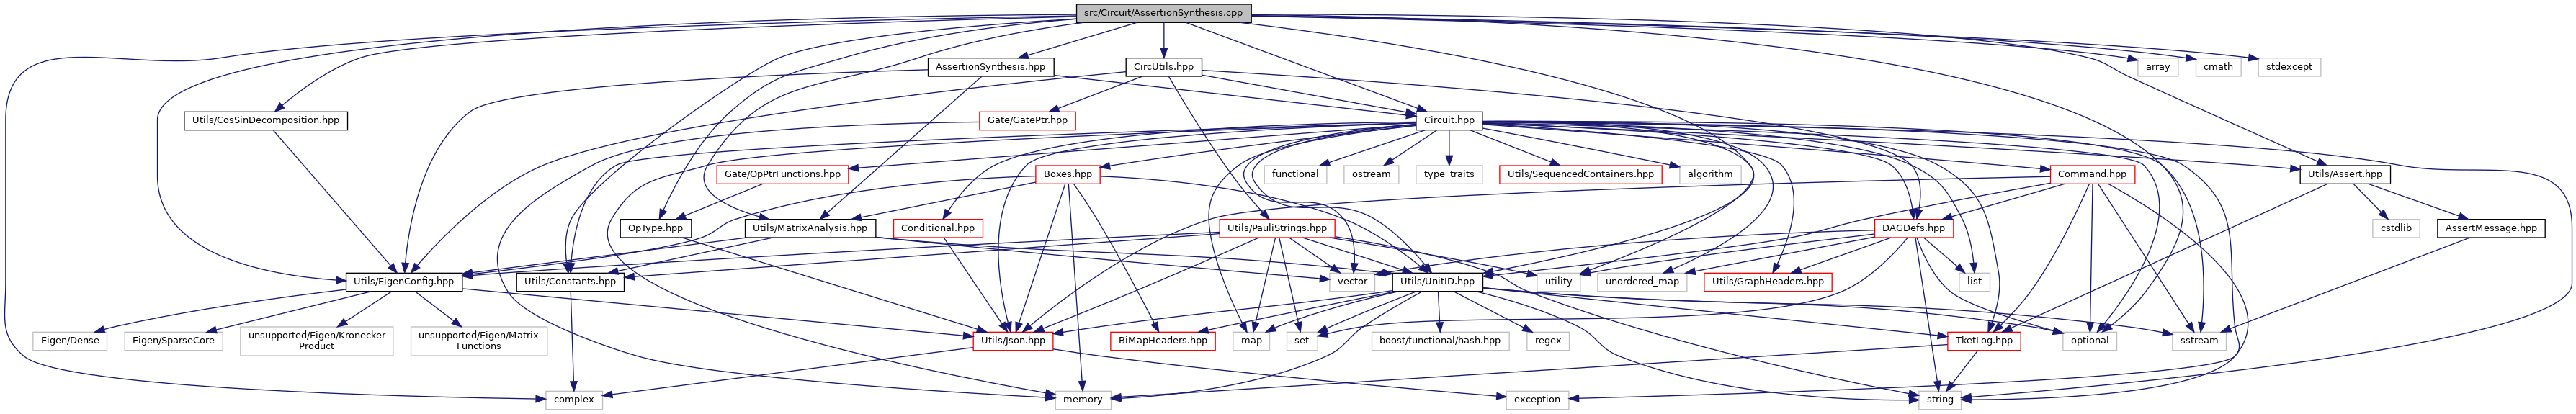 src/Circuit/AssertionSynthesis.cpp
AssertionSynthesis.hpp
CircUtils.hpp
array
cmath
stdexcept
Utils/CosSinDecomposition.hpp
Gate/GatePtr.hpp
Circuit.hpp
Gate/OpPtrFunctions.hpp
Boxes.hpp
functional
ostream
type_traits
Utils/SequencedContainers.hpp
algorithm
Command.hpp
Utils/Assert.hpp
OpType.hpp
Utils/MatrixAnalysis.hpp
Conditional.hpp
Utils/PauliStrings.hpp
DAGDefs.hpp
cstdlib
AssertMessage.hpp
Utils/EigenConfig.hpp
Utils/Constants.hpp
vector
Utils/UnitID.hpp
utility
unordered_map
Utils/GraphHeaders.hpp
list
Eigen/Dense
Eigen/SparseCore
unsupported/Eigen/Kronecker
Product
unsupported/Eigen/Matrix
Functions
Utils/Json.hpp
BiMapHeaders.hpp
map
set
boost/functional/hash.hpp
regex
TketLog.hpp
optional
sstream
complex
memory
exception
string